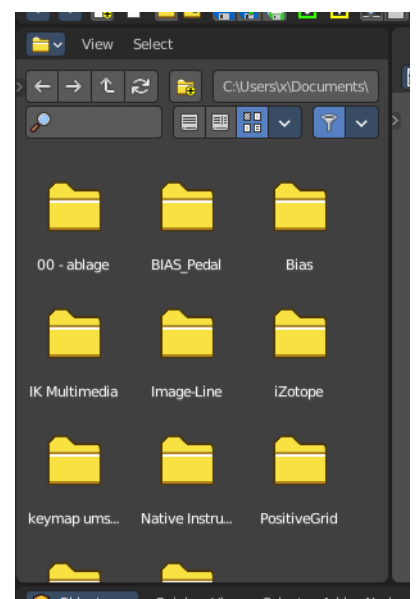 View Select
C:\Users\x\Documents\
00 - ablage BIAS_Pedal Bias
IK Multimedia Image-Line iZotope
keymap ums... Native Instru... PositiveGrid